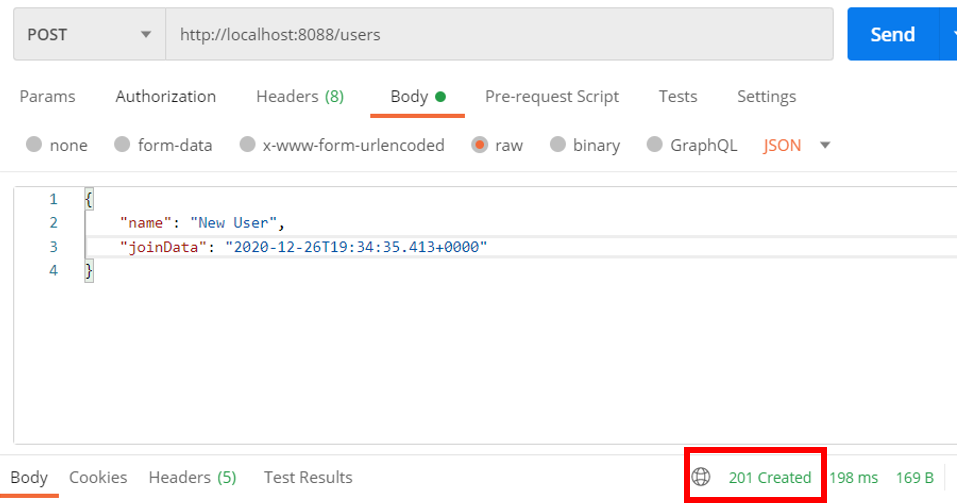 POST http://localhost:8088/users Send
Params Authorization Headers (8) Body Pre-request Script Tests Settings
none form-data x-www-form-urlencoded raw binary GraphQL JSON
1 {
2 "name": "New User",
3 "joinData": "2020-12-26T19:34:35.413+0000"
4 }
Body Cookies Headers (5) Test Results 201 Created 198 ms 169 B